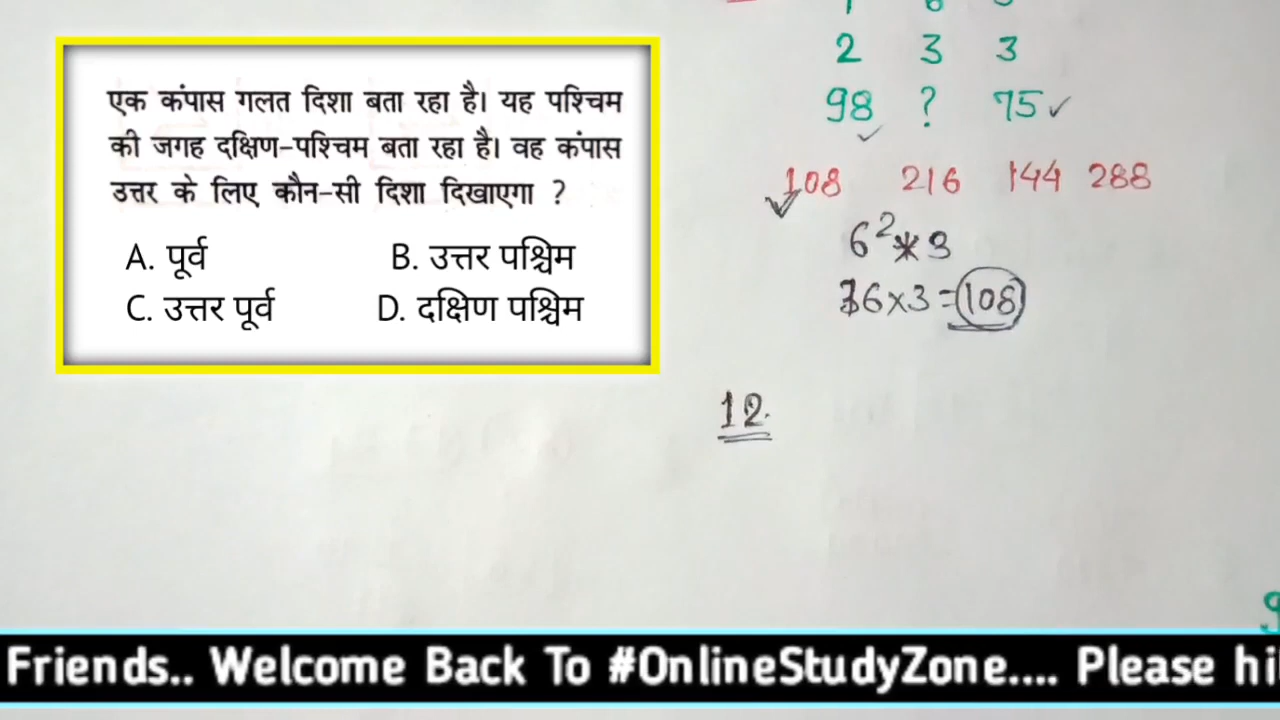 एक कंपास गलत दिशा बता रहा है। यह पश्चिम
की जगह दक्षिण-पश्चिम बता रहा है। वह कंपास
उत्तर के लिए कौन-सी दिशा दिखाएगा ?
A. पूर्व B. उत्तर पश्चिम
C. उत्तर पूर्व D. दक्षिण पश्चिम
2 3 3
98 ? 75
108 216 144 288
6²*3
36×3=108
12.
Friends.. Welcome Back To #OnlineStudyZone.... Please hi